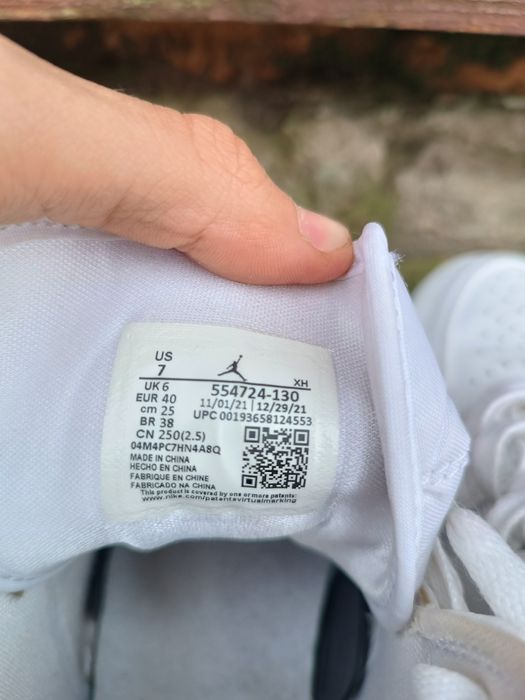 US
7
XH
UK 6
554724-130
EUR 40
11/01/21 | 12/29/21
cm 25
UPC 00193658124553
BR 38
CN 250(2.5)
04M4PC7HN4A8Q
MADE IN CHINA
HECHO EN CHINA
FABRIQUE EN CHINE
FABRICADO NA CHINA
This product is covered by one or more patents:
www.nike.com/patentsvirtualmarking